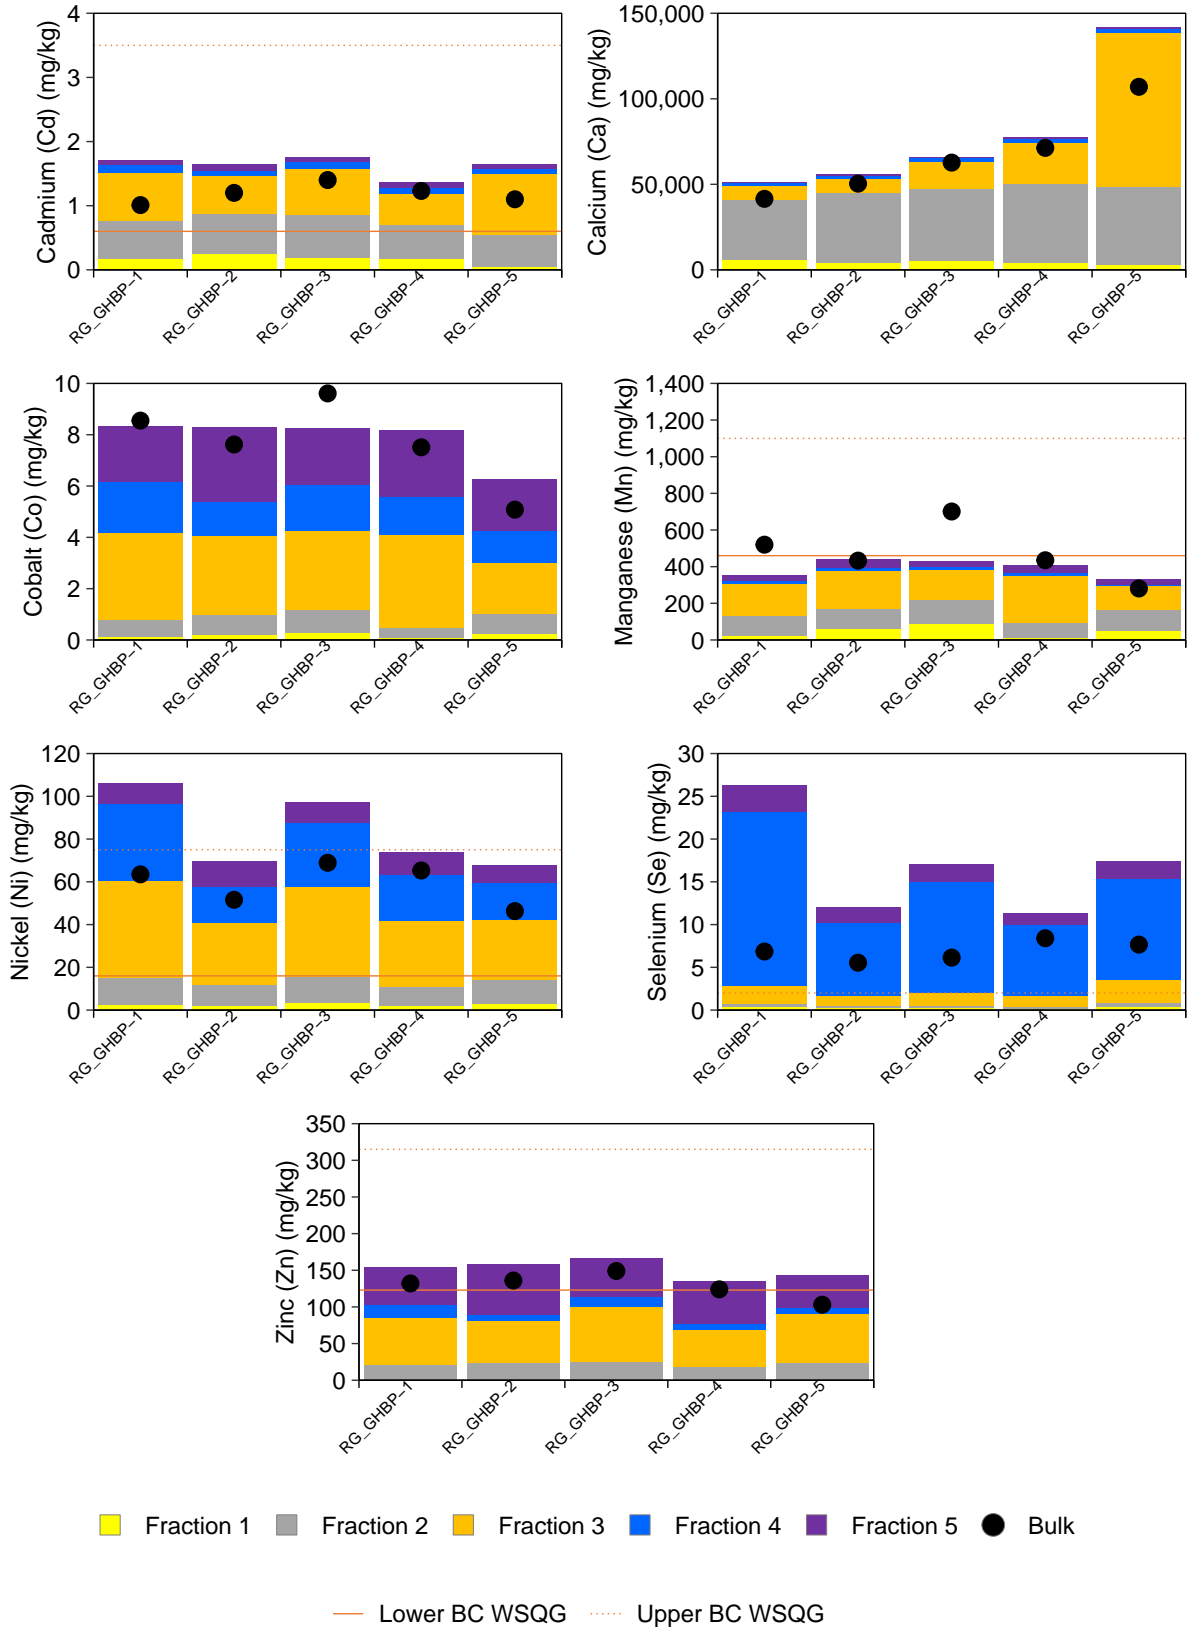 Cadmium (Cd) (mg/kg)
4
3
2
1
0
RG_GHBP−1
RG_GHBP−2
RG_GHBP−3
RG_GHBP−4
RG_GHBP−5
Calcium (Ca) (mg/kg)
150,000
100,000
50,000
0
RG_GHBP−1
RG_GHBP−2
RG_GHBP−3
RG_GHBP−4
RG_GHBP−5
Cobalt (Co) (mg/kg)
10
8
6
4
2
0
RG_GHBP−1
RG_GHBP−2
RG_GHBP−3
RG_GHBP−4
RG_GHBP−5
Manganese (Mn) (mg/kg)
1,400
1,200
1,000
800
600
400
200
0
RG_GHBP−1
RG_GHBP−2
RG_GHBP−3
RG_GHBP−4
RG_GHBP−5
Nickel (Ni) (mg/kg)
120
100
80
60
40
20
0
RG_GHBP−1
RG_GHBP−2
RG_GHBP−3
RG_GHBP−4
RG_GHBP−5
Selenium (Se) (mg/kg)
30
25
20
15
10
5
0
RG_GHBP−1
RG_GHBP−2
RG_GHBP−3
RG_GHBP−4
RG_GHBP−5
Zinc (Zn) (mg/kg)
350
300
250
200
150
100
50
0
RG_GHBP−1
RG_GHBP−2
RG_GHBP−3
RG_GHBP−4
RG_GHBP−5
Fraction 1 Fraction 2 Fraction 3 Fraction 4 Fraction 5 Bulk
Lower BC WSQG Upper BC WSQG